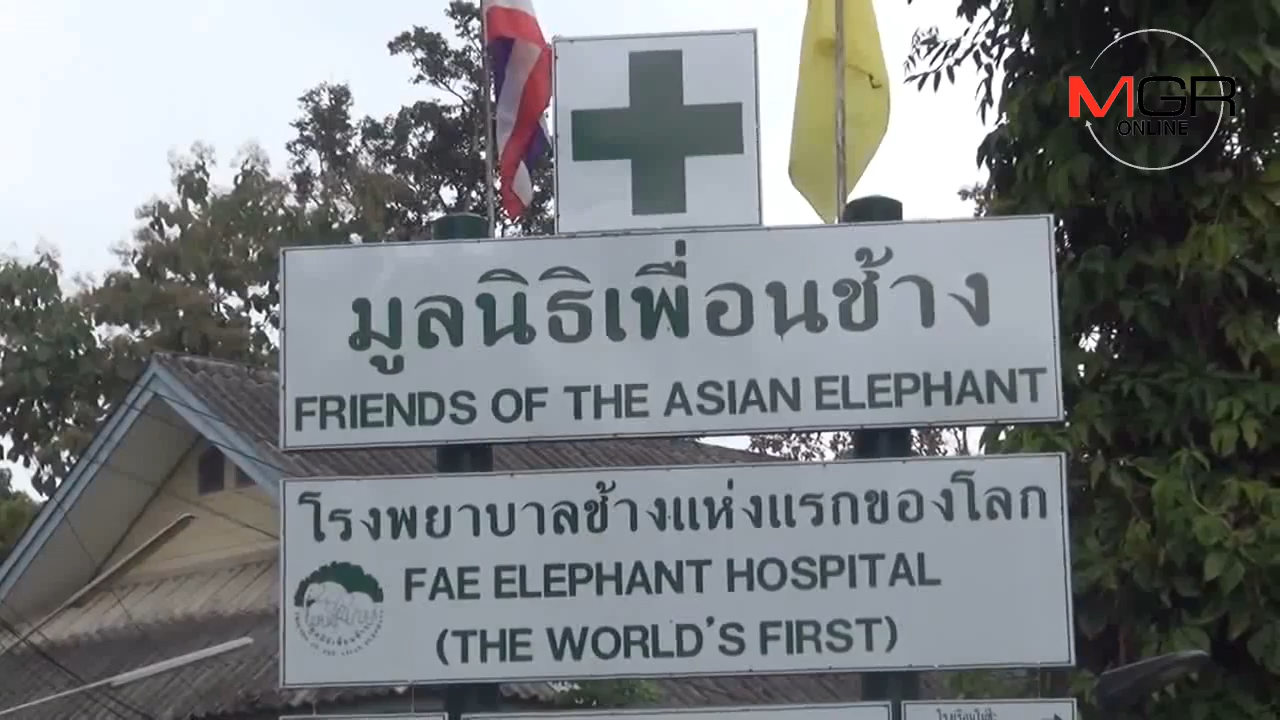 MGR
ONLINE
มูลนิธิเพื่อนช้าง
FRIENDS OF THE ASIAN ELEPHANT
โรงพยาบาลช้างแห่งแรกของโลก
FAE ELEPHANT HOSPITAL
(THE WORLD'S FIRST)